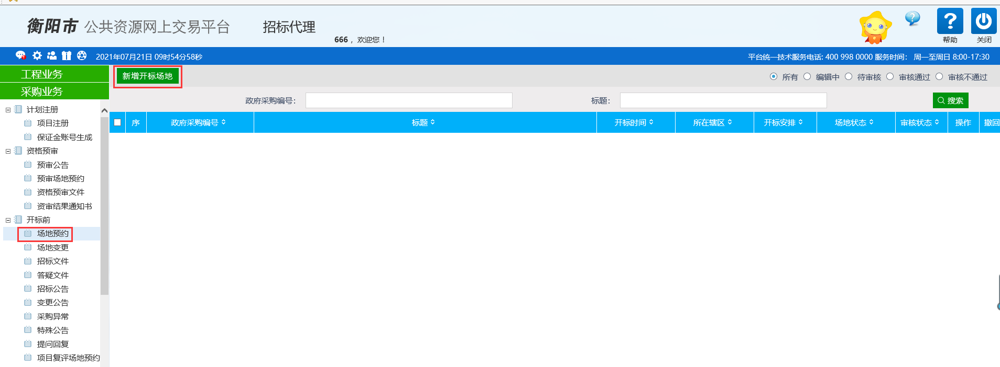 衡阳市 公共资源网上交易平台 招标代理
666 ，欢迎您！
帮助 关闭
2021年07月21日 09时54分58秒
平台统一技术服务电话: 400 998 0000 服务时间： 周一至周日 8:00-17:30
工程业务
采购业务
计划注册
项目注册
保证金账号生成
资格预审
预审公告
预审场地预约
资格预审文件
资审结果通知书
开标前
场地预约
场地变更
招标文件
答疑文件
招标公告
变更公告
采购异常
特殊公告
提问回复
项目复评场地预约
新增开标场地
所有 编辑中 待审核 审核通过 审核不通过
政府采购编号： 标题： 搜索
序 政府采购编号 标题 开标时间 所在辖区 开标安排 场地状态 审核状态 操作 撤回